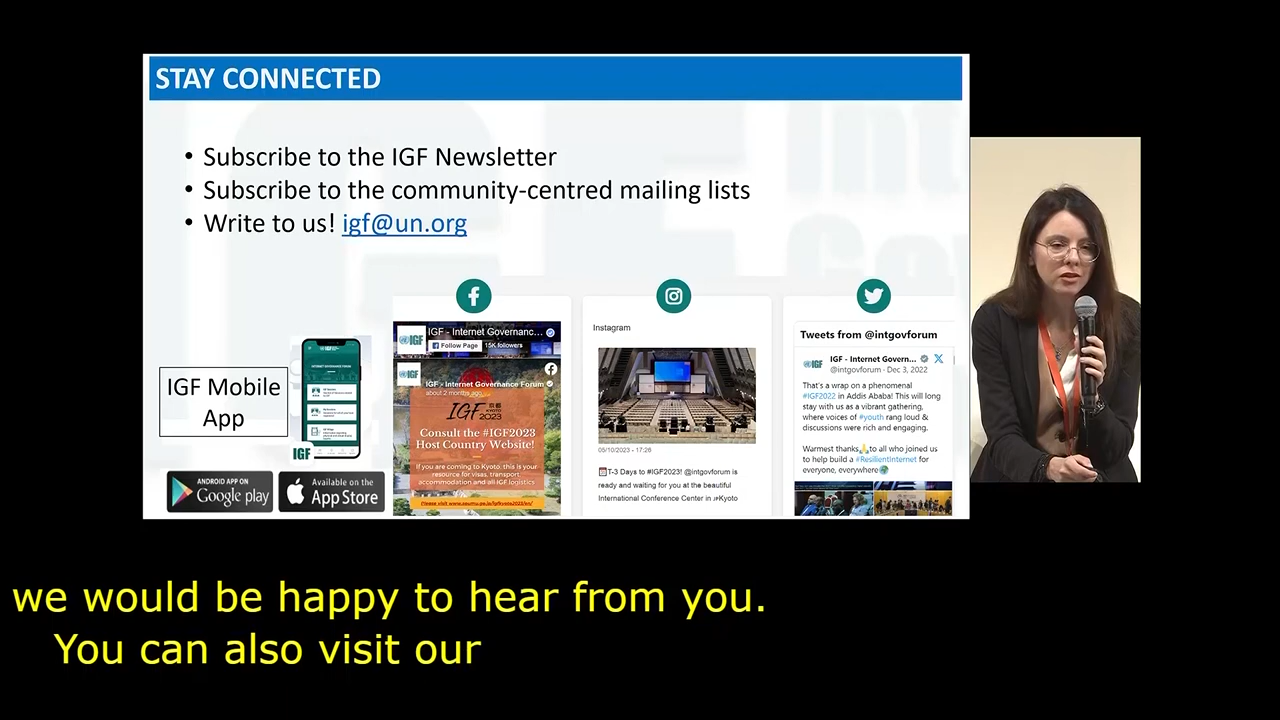 STAY CONNECTED
• Subscribe to the IGF Newsletter
• Subscribe to the community-centred mailing lists
• Write to us! igf@un.org
IGF Mobile
App
IGF
ANDROID APP ON
Google play
Available on the
App Store
IGF
IGF - Internet Governanc...
Follow Page
15K followers
IGF
IGF - Internet Governance Forum
about 2 months ago
IGF KYOTO
2023
Consult the #IGF2023
Host Country Website!
If you are coming to Kyoto, this is your
resource for visas, transport,
accommodation and all IGF logistics
Instagram
05/10/2023 - 17:26
T-3 Days to #IGF2023! @intgovforum is
ready and waiting for you at the beautiful
International Conference Center in #Kyoto
Tweets from @intgovforum
IGF
IGF - Internet Govern...
@intgovforum · Dec 3, 2022
That's a wrap on a phenomenal
#IGF2022 in Addis Ababa! This will long
stay with us as a vibrant gathering,
where voices of #youth rang loud &
discussions were rich and engaging.
Warmest thanks🙏to all who joined us
to help build a #ResilientInternet for
everyone, everywhere🌍
we would be happy to hear from you.
You can also visit our